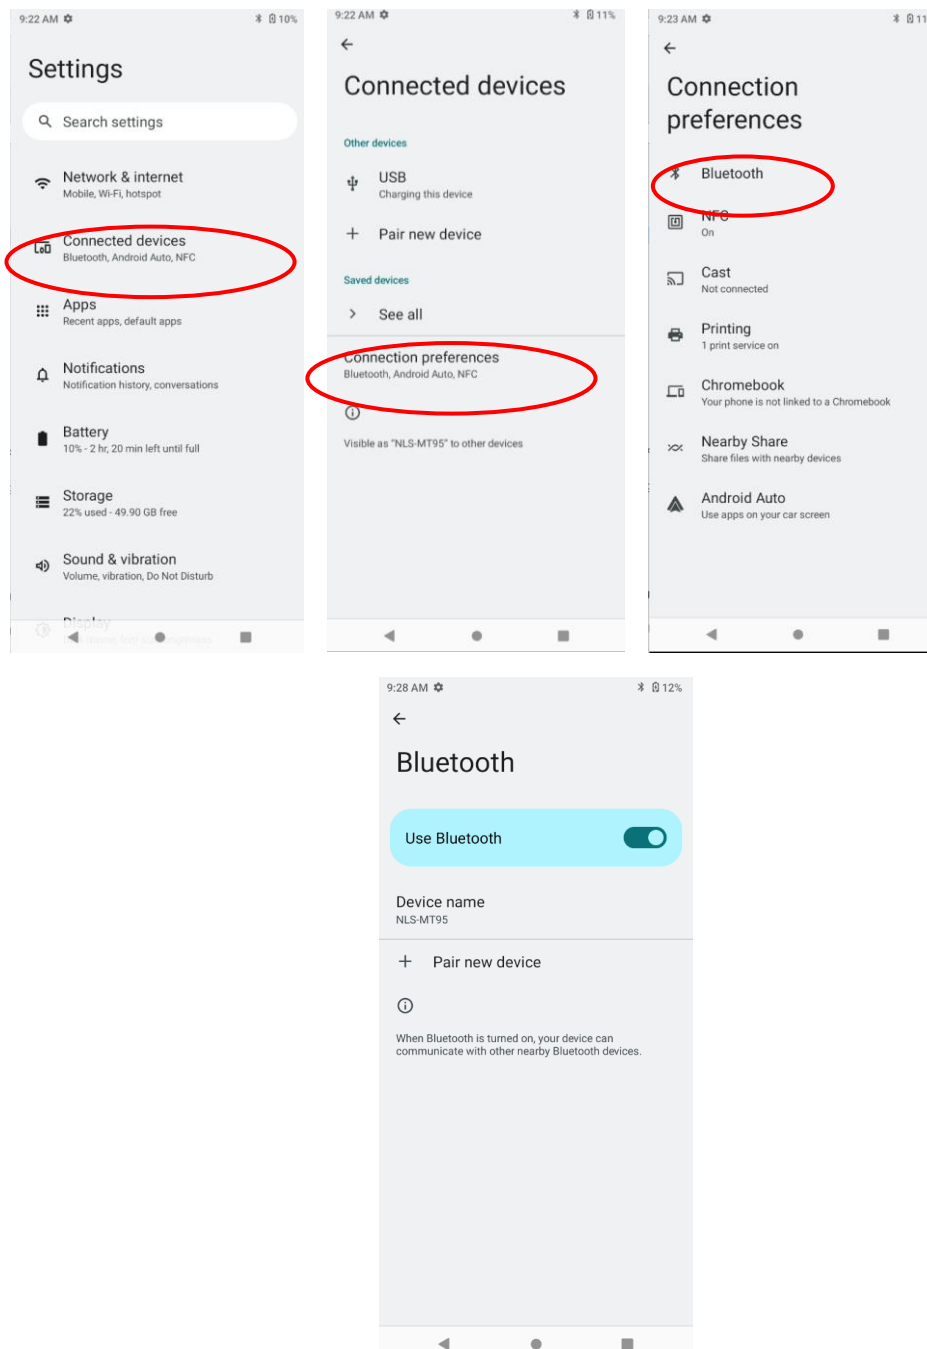 9:22 AM 10%
Settings
Search settings
Network & internet
Mobile, Wi-Fi, hotspot
Connected devices
Bluetooth, Android Auto, NFC
Apps
Recent apps, default apps
Notifications
Notification history, conversations
Battery
10% - 2 hr, 20 min left until full
Storage
22% used - 49.90 GB free
Sound & vibration
Volume, vibration, Do Not Disturb
Display
9:22 AM 11%
Connected devices
Other devices
USB
Charging this device
Pair new device
Saved devices
See all
Connection preferences
Bluetooth, Android Auto, NFC
Visible as "NLS-MT95" to other devices
9:23 AM 11
Connection
preferences
Bluetooth
NFC
On
Cast
Not connected
Printing
1 print service on
Chromebook
Your phone is not linked to a Chromebook
Nearby Share
Share files with nearby devices
Android Auto
Use apps on your car screen
9:28 AM 12%
Bluetooth
Use Bluetooth
Device name
NLS-MT95
Pair new device
When Bluetooth is turned on, your device can
communicate with other nearby Bluetooth devices.